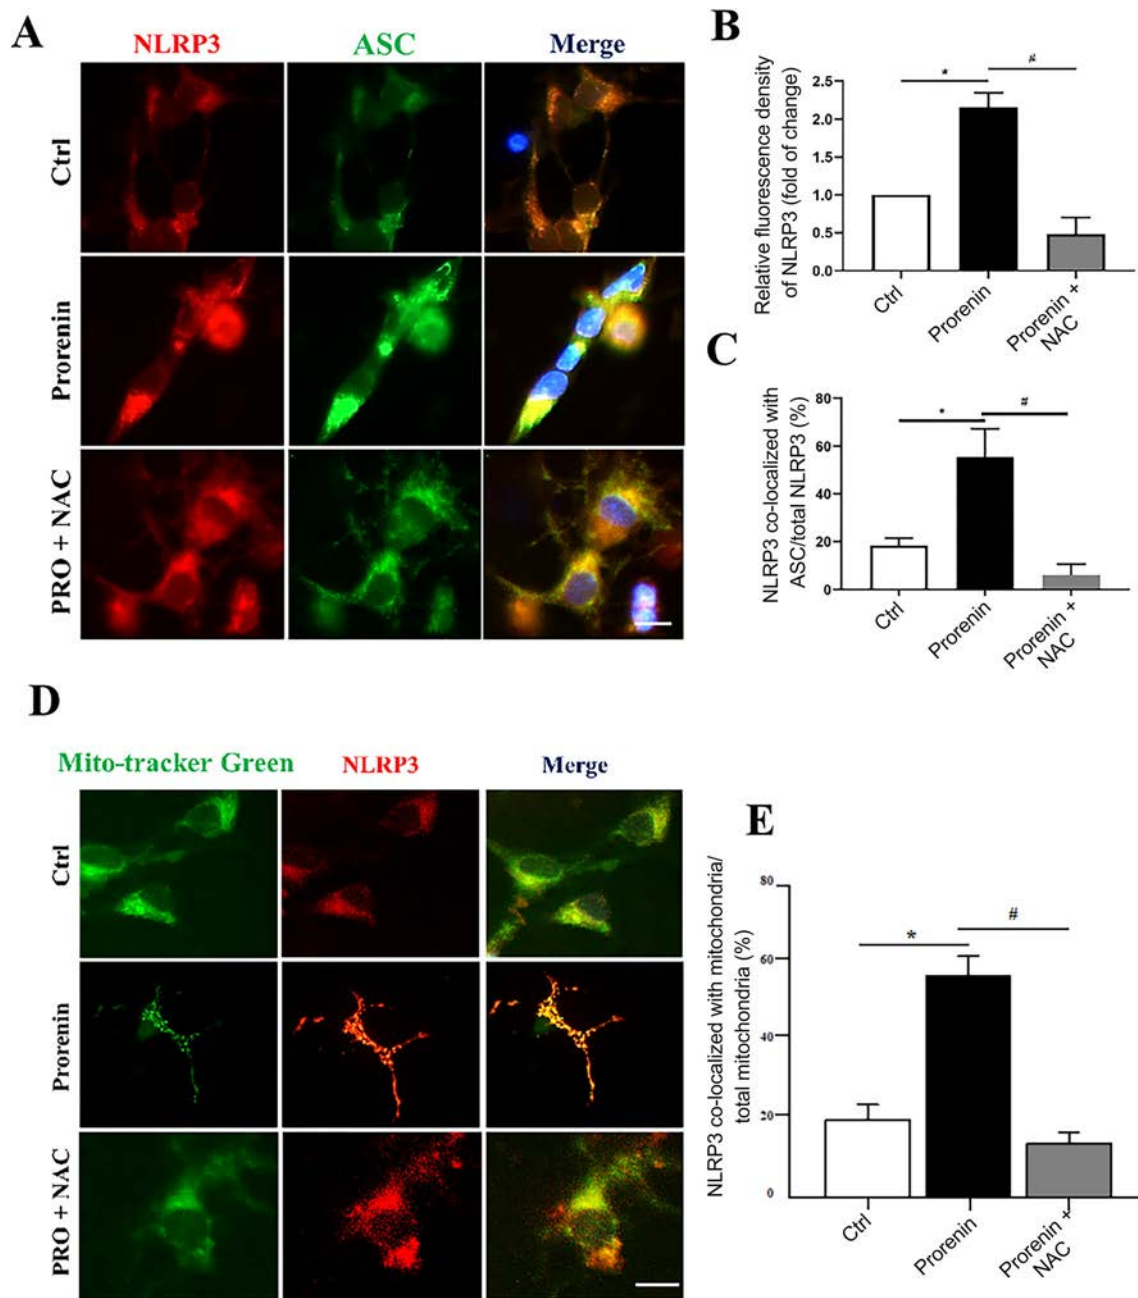 A
NLRP3 ASC Merge
Ctrl
Prorenin
PRO + NAC
B
* #
Relative fluorescence density
of NLRP3 (fold of change)
2.5
2.0
1.5
1.0
0.5
0.0
Ctrl
Prorenin
Prorenin +
NAC
C
* #
NLRP3 co-localized with
ASC/total NLRP3 (%)
80
60
40
20
0
Ctrl
Prorenin
Prorenin +
NAC
D
Mito-tracker Green NLRP3 Merge
Ctrl
Prorenin
PRO + NAC
E
* #
NLRP3 co-localized with mitochondria/
total mitochondria (%)
80
60
40
20
0
Ctrl
Prorenin
Prorenin +
NAC